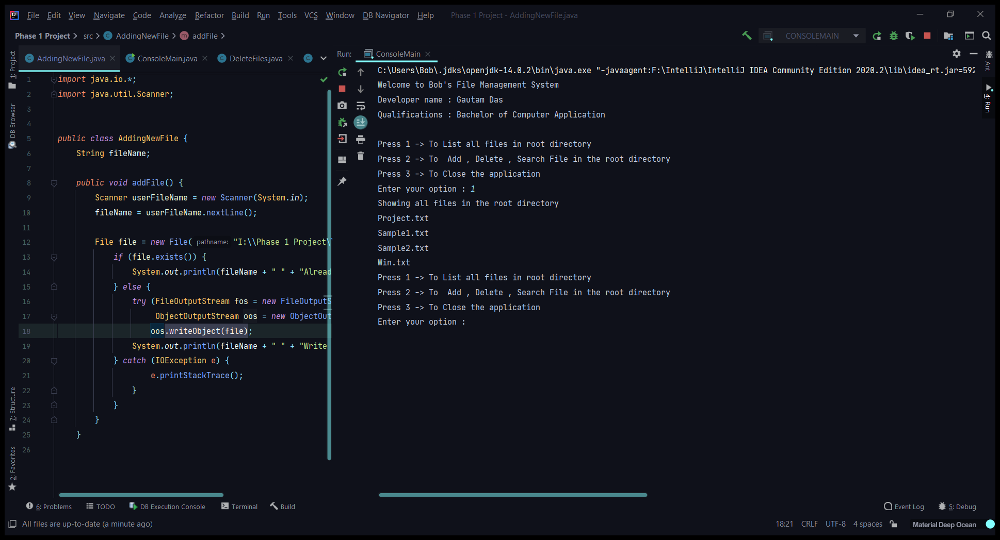 File Edit View Navigate Code Analyze Refactor Build Run Tools VCS Window DB Navigator Help Phase 1 Project - AddingNewFile.java
Phase 1 Project src AddingNewFile m addFile CONSOLEMAIN
1: Project
DB Browser
7: Structure
2: Favorites
AddingNewFile.java ConsoleMain.java DeleteFiles.java
1 import java.io.*;
2 import java.util.Scanner;
3
4
5 public class AddingNewFile {
6 String fileName;
7
8 public void addFile() {
9 Scanner userFileName = new Scanner(System.in);
10 fileName = userFileName.nextLine();
11
12 File file = new File( pathname: "I:\\Phase 1 Project\
13 if (file.exists()) {
14 System.out.println(fileName + " " + "Alread
15 } else {
16 try (FileOutputStream fos = new FileOutputS
17 ObjectOutputStream oos = new ObjectOut
18 oos.writeObject(file);
19 System.out.println(fileName + " " + "Write
20 } catch (IOException e) {
21 e.printStackTrace();
22 }
23 }
24 }
25 }
26
Run: ConsoleMain
C:\Users\Bob\.jdks\openjdk-14.0.2\bin\java.exe "-javaagent:F:\IntelliJ\IntelliJ IDEA Community Edition 2020.2\lib\idea_rt.jar=592
Welcome to Bob's File Management System
Developer name : Gautam Das
Qualifications : Bachelor of Computer Application
Press 1 -> To List all files in root directory
Press 2 -> To  Add , Delete , Search File in the root directory
Press 3 -> To Close the application
Enter your option : 1
Showing all files in the root directory
Project.txt
Sample1.txt
Sample2.txt
Win.txt
Press 1 -> To List all files in root directory
Press 2 -> To  Add , Delete , Search File in the root directory
Press 3 -> To Close the application
Enter your option :
Ant
4: Run
6: Problems TODO DB Execution Console Terminal Build Event Log 5: Debug
All files are up-to-date (a minute ago) 18:21 CRLF UTF-8 4 spaces Material Deep Ocean